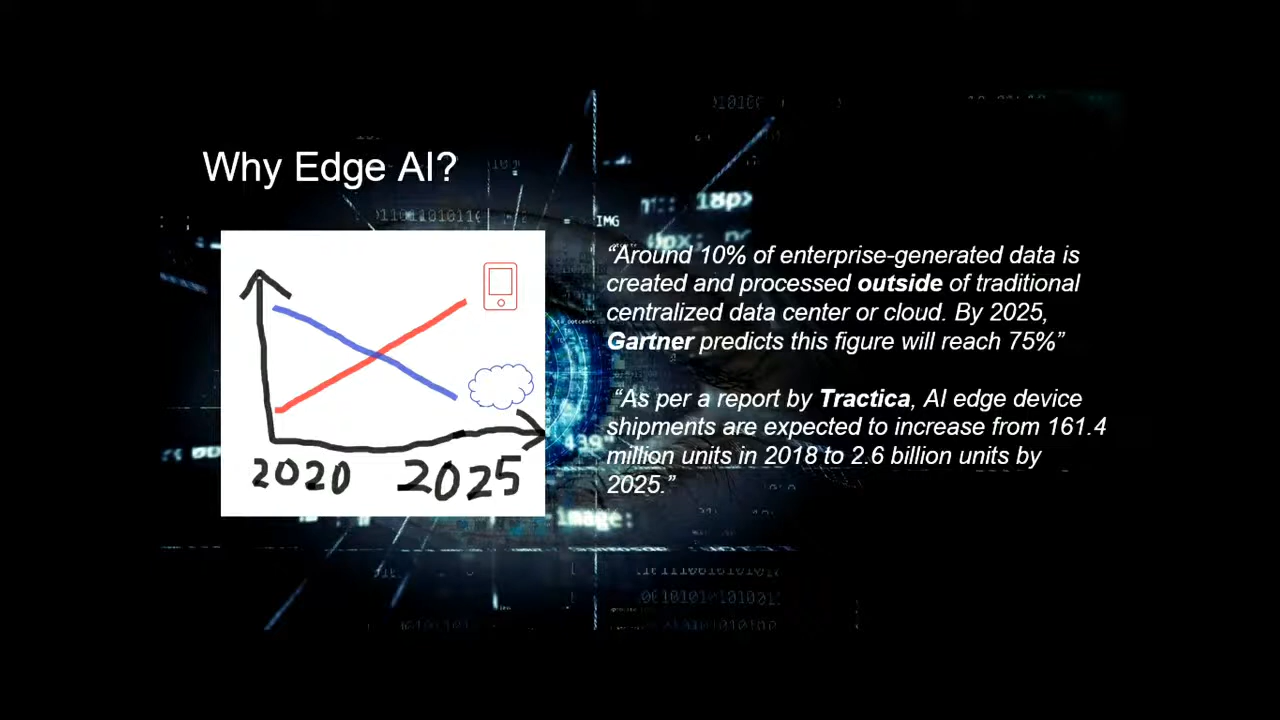 Why Edge AI?
IMG
18px
“Around 10% of enterprise-generated data is
created and processed outside of traditional
centralized data center or cloud. By 2025,
Gartner predicts this figure will reach 75%”
“As per a report by Tractica, AI edge device
shipments are expected to increase from 161.4
million units in 2018 to 2.6 billion units by
2025.”
2020 2025
-image: